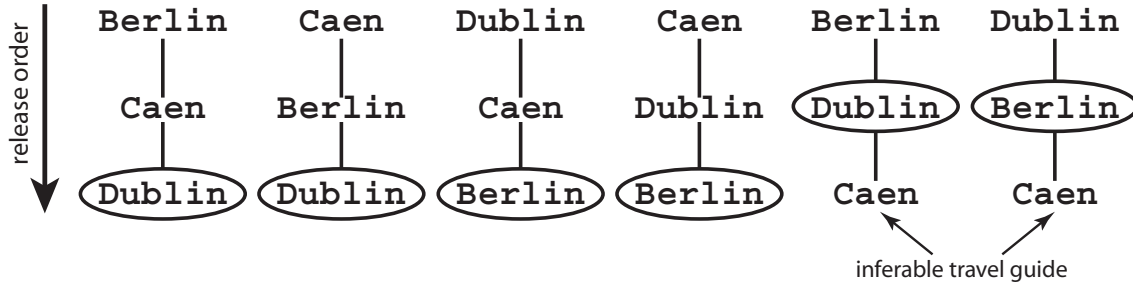 release order
Berlin Caen Dublin Caen Berlin Dublin
Caen Berlin Caen Dublin Dublin Berlin
Dublin Dublin Berlin Berlin Caen Caen
inferable travel guide